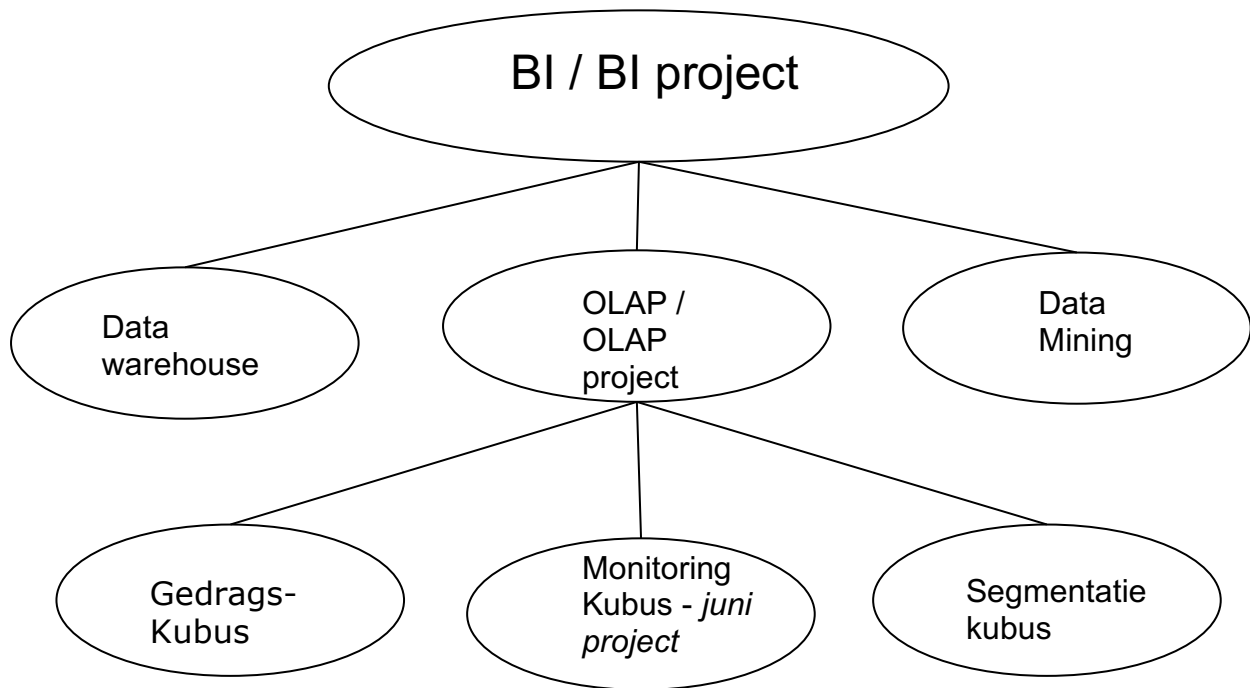 BI / BI project
Data
warehouse
OLAP /
OLAP
project
Data
Mining
Gedrags-
Kubus
Monitoring
Kubus - juni
project
Segmentatie
kubus